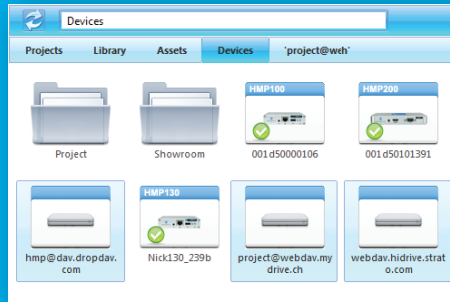 Devices
Projects Library Assets Devices 'project@weh'
HMP100 HMP200
Project Showroom 001d50000106 001d50101391
HMP130
hmp@dav.dropdav. Nick130_239b project@webdav.my webdav.hidrive.strat
com drive.ch o.com